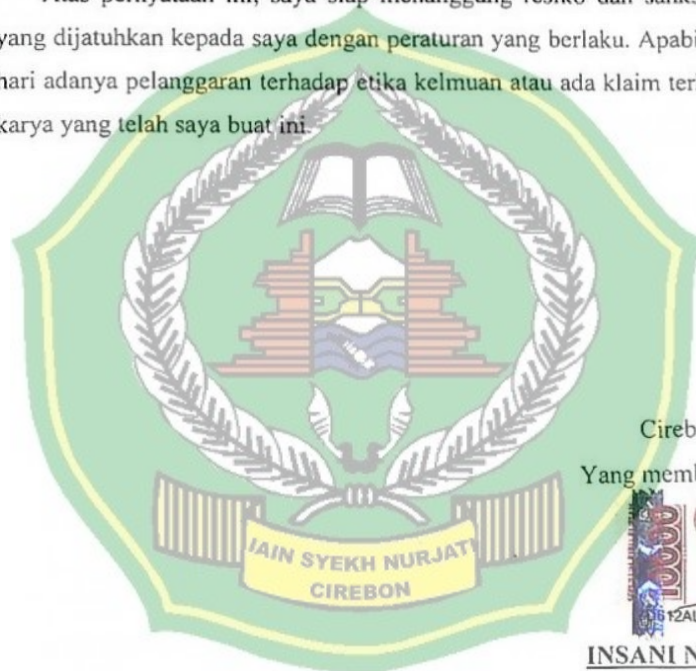 yang dijatuhkan kepada saya dengan peraturan yang berlaku. Apabi
hari adanya pelanggaran terhadap etika kelmuan atau ada klaim ter
karya yang telah saya buat ini.
IAIN SYEKH NURJATI
CIREBON
Cireb
Yang memb
10000
INSANI N